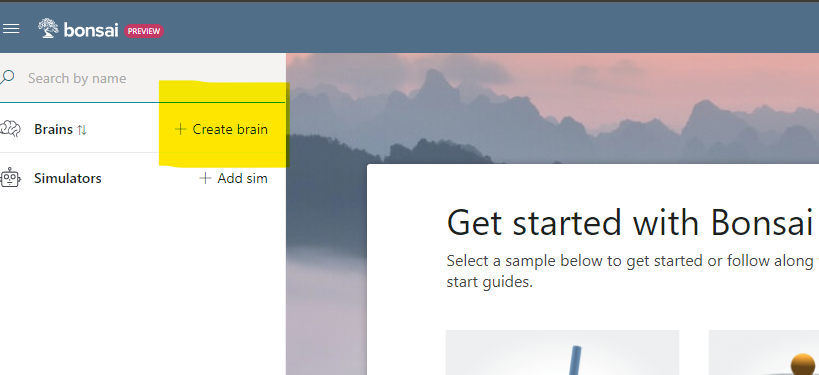 bonsai PREVIEW
Search by name
Brains
+ Create brain
Simulators
+ Add sim
Get started with Bonsai
Select a sample below to get started or follow along
start guides.